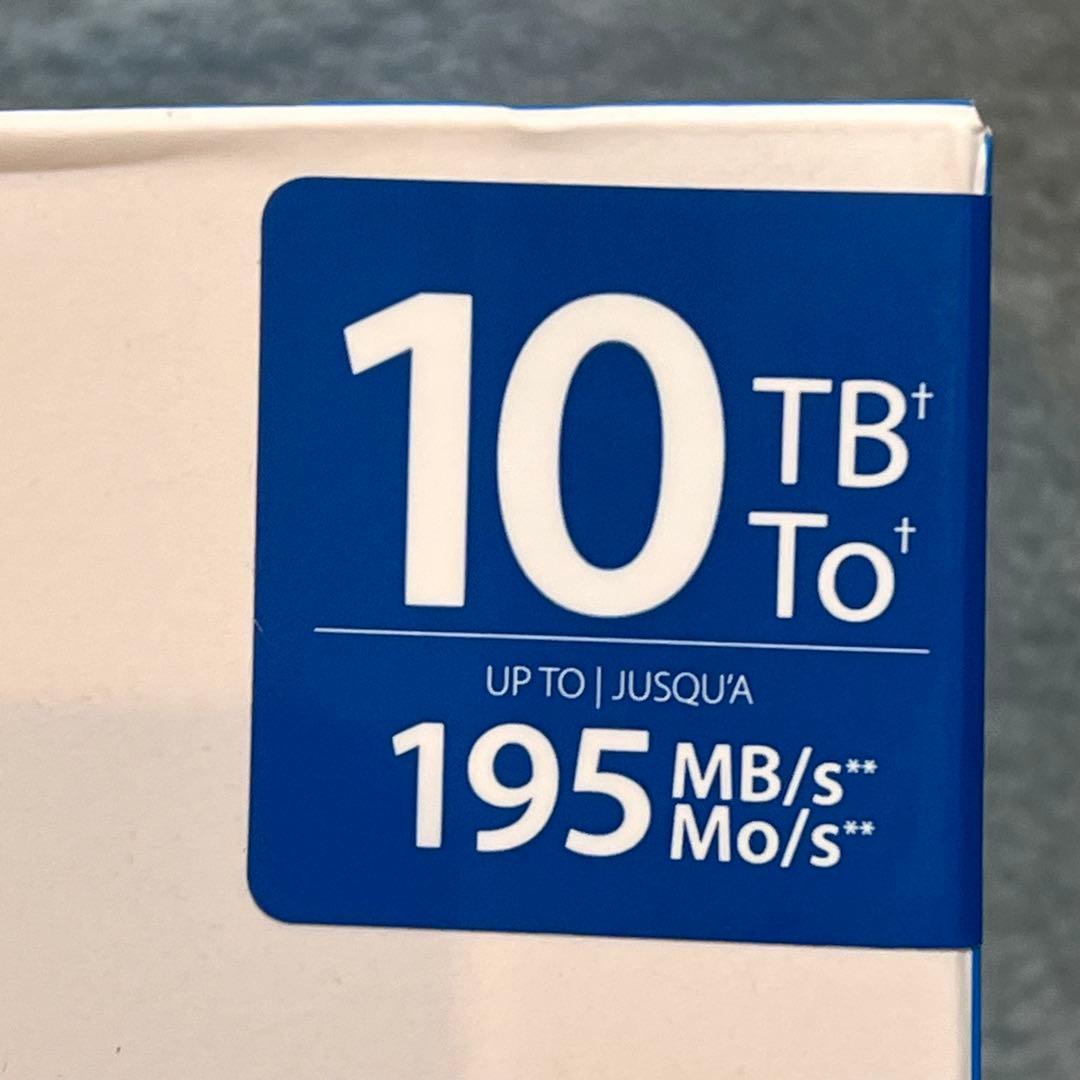 10 TB†
To†
UP TO | JUSQU'A
195 MB/s**
Mo/s**